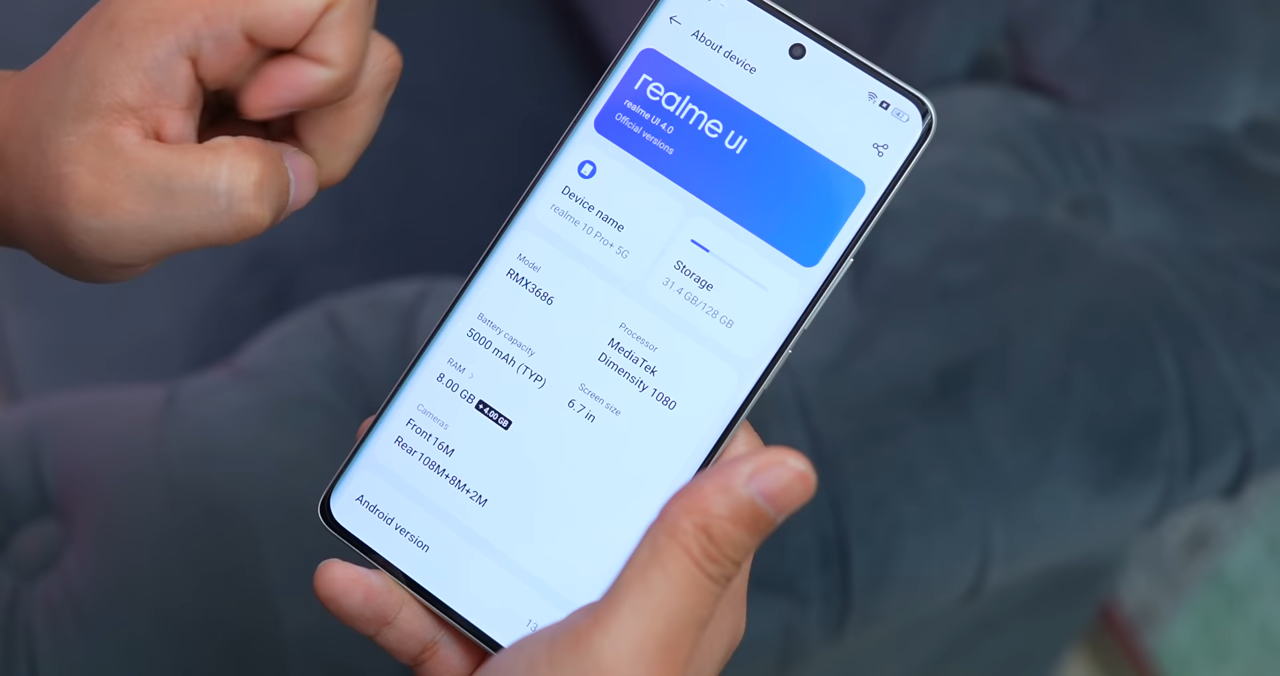 About device
realme UI
realme UI 4.0
Official versions
Device name
realme 10 Pro+ 5G
Storage
31.4 GB/128 GB
Model
RMX3686
Processor
MediaTek
Dimensity 1080
Battery capacity
5000 mAh (TYP)
Screen size
6.7 in
RAM
8.00 GB + 4.00 GB
Cameras
Front 16M
Rear 108M+8M+2M
Android version
13